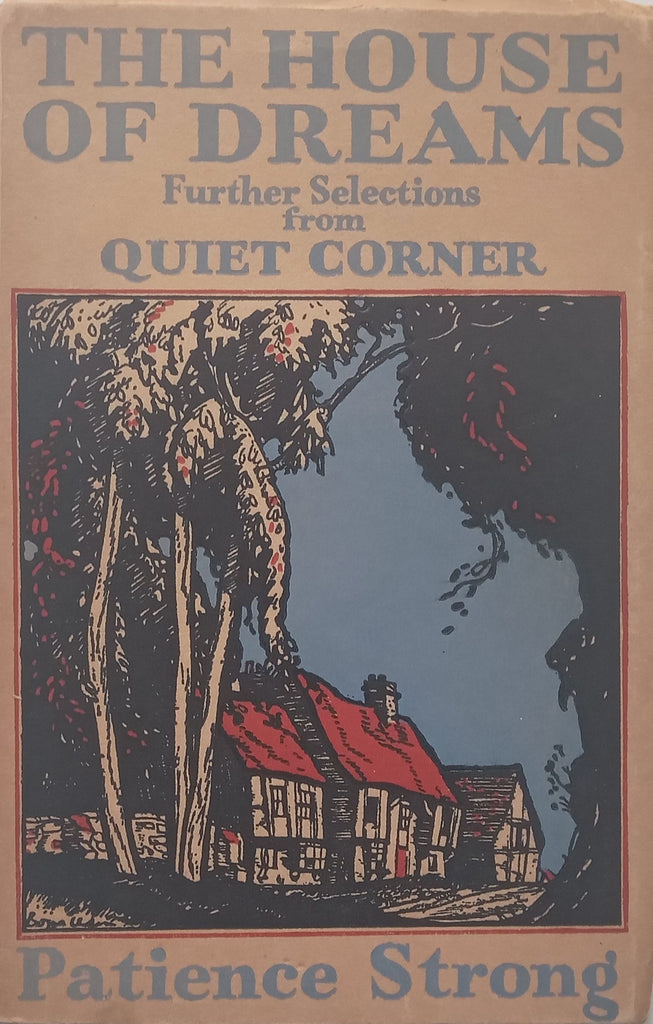 THE HOUSE
OF DREAMS
Further Selections
from
QUIET CORNER
Patience Strong